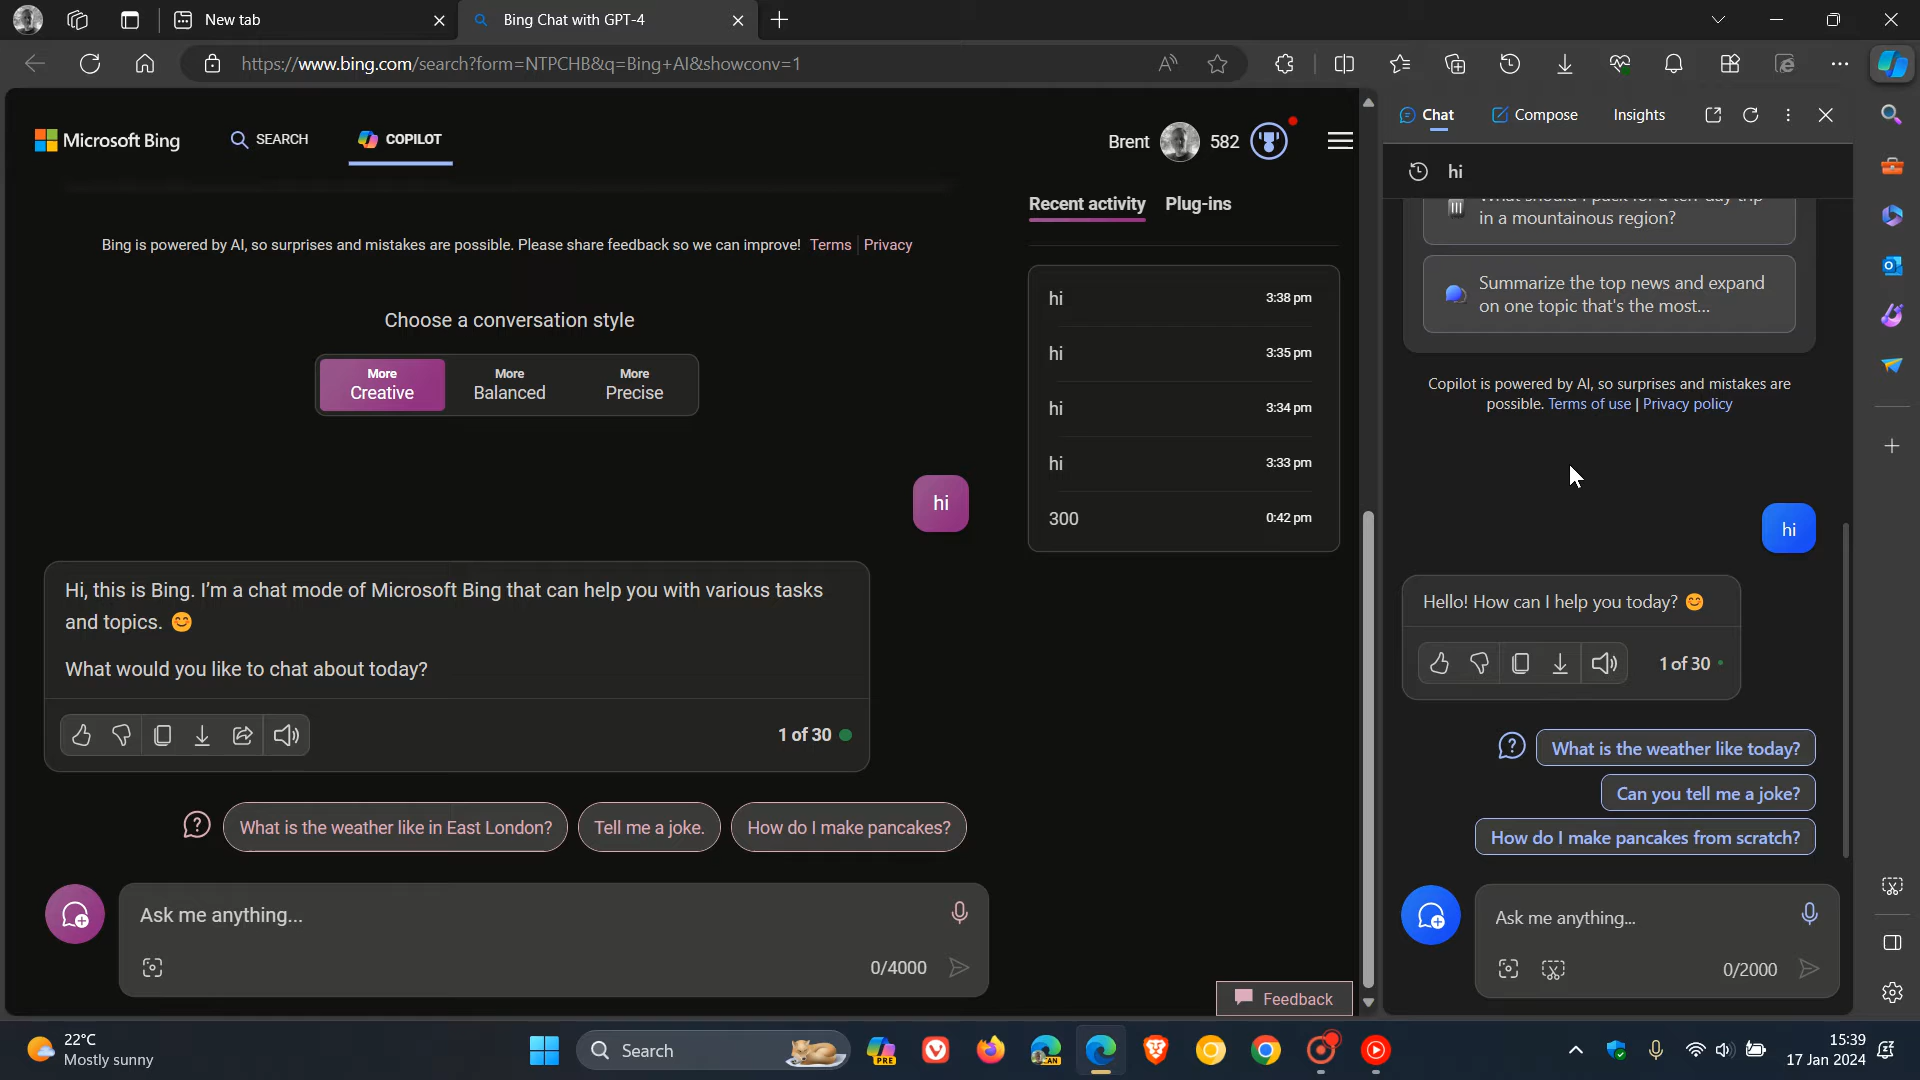 New tab
Bing Chat with GPT-4
https://www.bing.com/search?form=NTPCHB&q=Bing+AI&showconv=1
Microsoft Bing
SEARCH
COPILOT
Brent
582
Bing is powered by AI, so surprises and mistakes are possible. Please share feedback so we can improve! Terms Privacy
Choose a conversation style
More
Creative
More
Balanced
More
Precise
hi
Hi, this is Bing. I'm a chat mode of Microsoft Bing that can help you with various tasks
and topics. 😊
What would you like to chat about today?
1 of 30
What is the weather like in East London?
Tell me a joke.
How do I make pancakes?
Ask me anything...
0/4000
Recent activity
Plug-ins
hi 3:38 pm
hi 3:35 pm
hi 3:34 pm
hi 3:33 pm
300 0:42 pm
Feedback
Chat
Compose
Insights
hi
What should I pack for a ten-day trip
in a mountainous region?
Summarize the top news and expand
on one topic that's the most...
Copilot is powered by AI, so surprises and mistakes are
possible. Terms of use | Privacy policy
hi
Hello! How can I help you today? 😊
1 of 30
What is the weather like today?
Can you tell me a joke?
How do I make pancakes from scratch?
Ask me anything...
0/2000
22°C
Mostly sunny
Search
PRE
CAN
15:39
17 Jan 2024